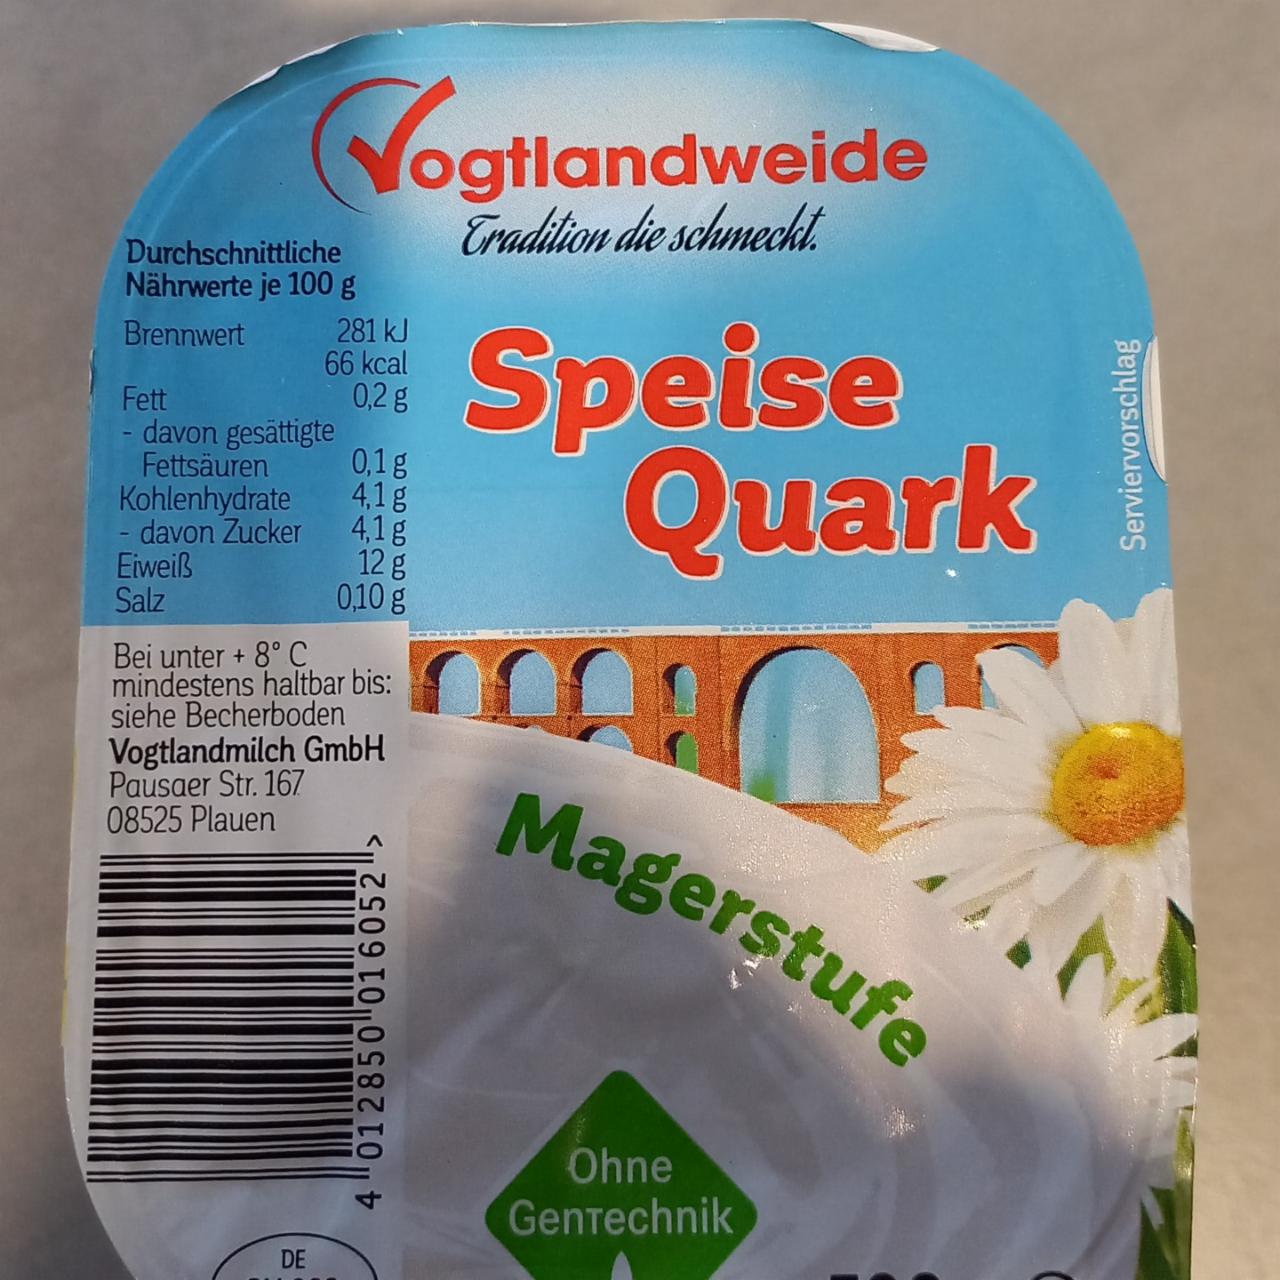 Vogtlandweide
Tradition die schmeckt.
Durchschnittliche
Nährwerte je 100 g
Brennwert 281 kJ
66 kcal
Fett 0,2 g
- davon gesättigte
Fettsäuren 0,1 g
Kohlenhydrate 4,1 g
- davon Zucker 4,1 g
Eiweiß 12 g
Salz 0,10 g
Speise
Quark
Serviervorschlag
Bei unter + 8° C
mindestens haltbar bis:
siehe Becherboden
Vogtlandmilch GmbH
Pausaer Str. 167
08525 Plauen
4 012850 016052 >
Magerstufe
Ohne
Gentechnik
DE